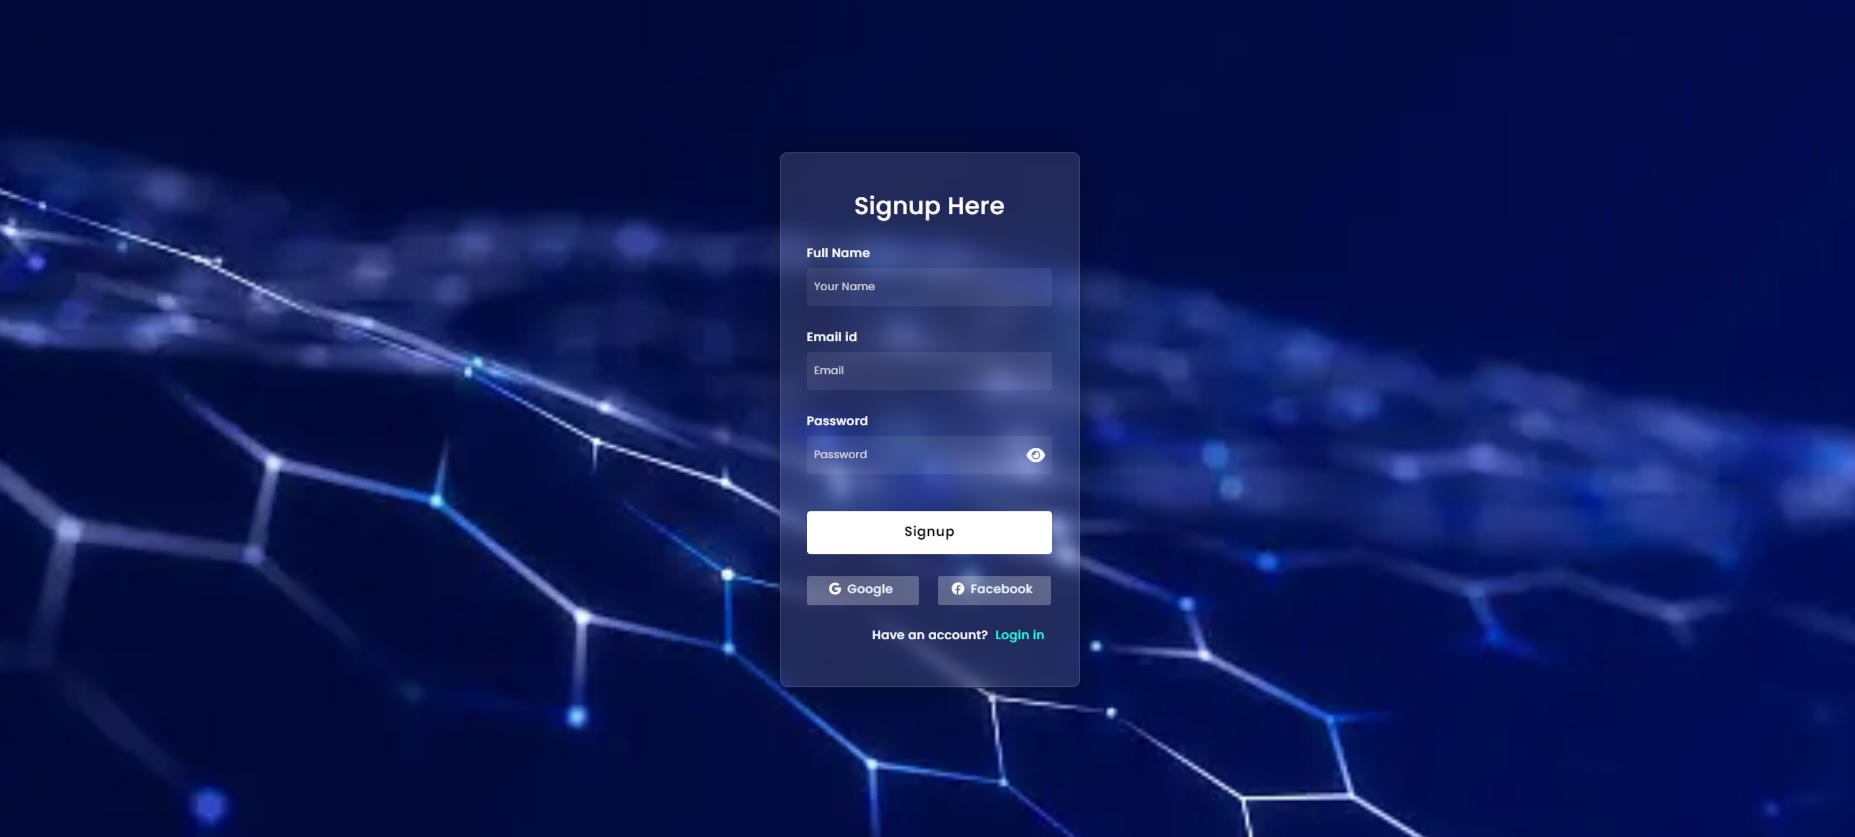 Signup Here
Full Name
Your Name
Email id
Email
Password
Password
Signup
Google Facebook
Have an account? Login in